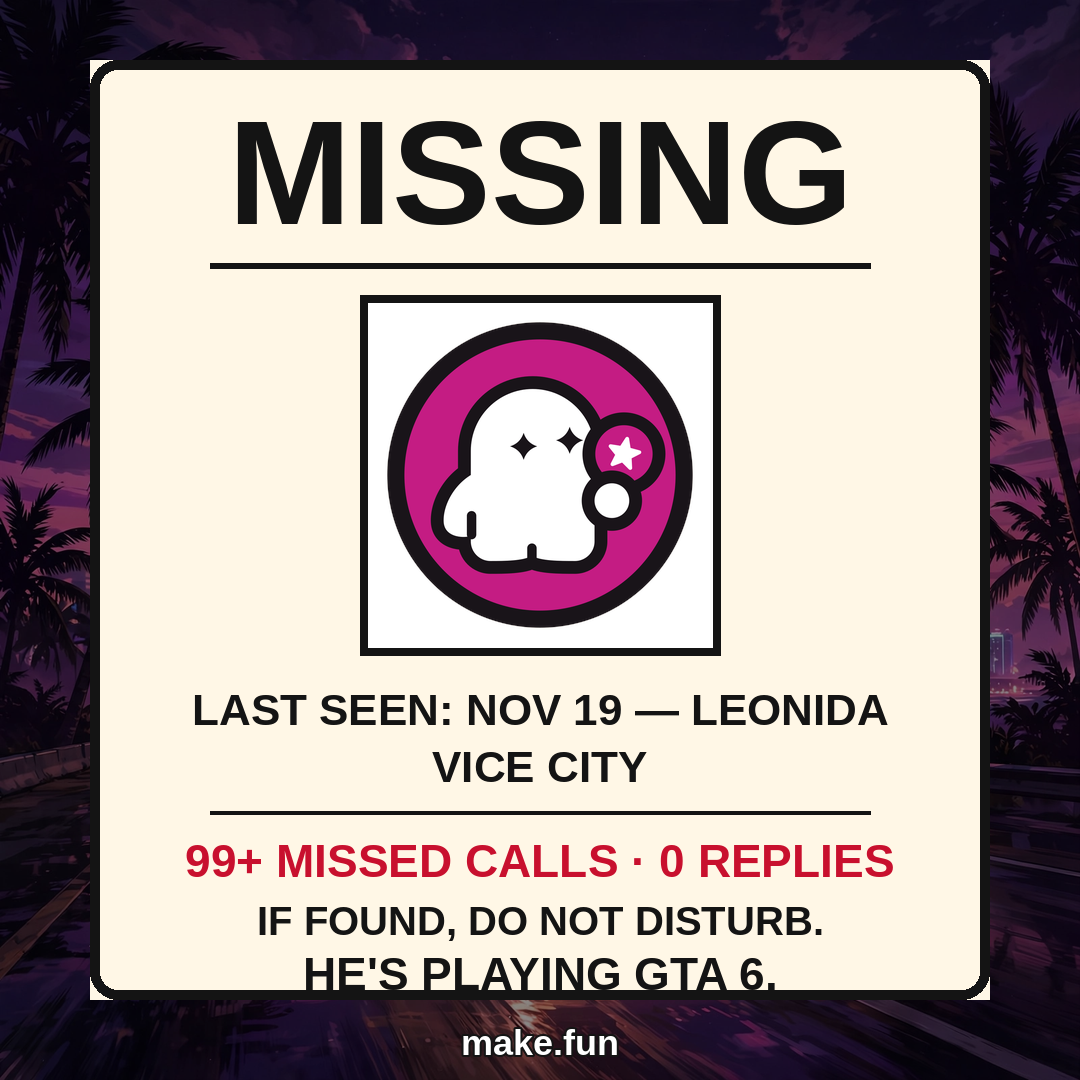 MISSING
LAST SEEN: NOV 19 — LEONIDA
VICE CITY
99+ MISSED CALLS · 0 REPLIES
IF FOUND, DO NOT DISTURB.
HE'S PLAYING GTA 6.
make.fun